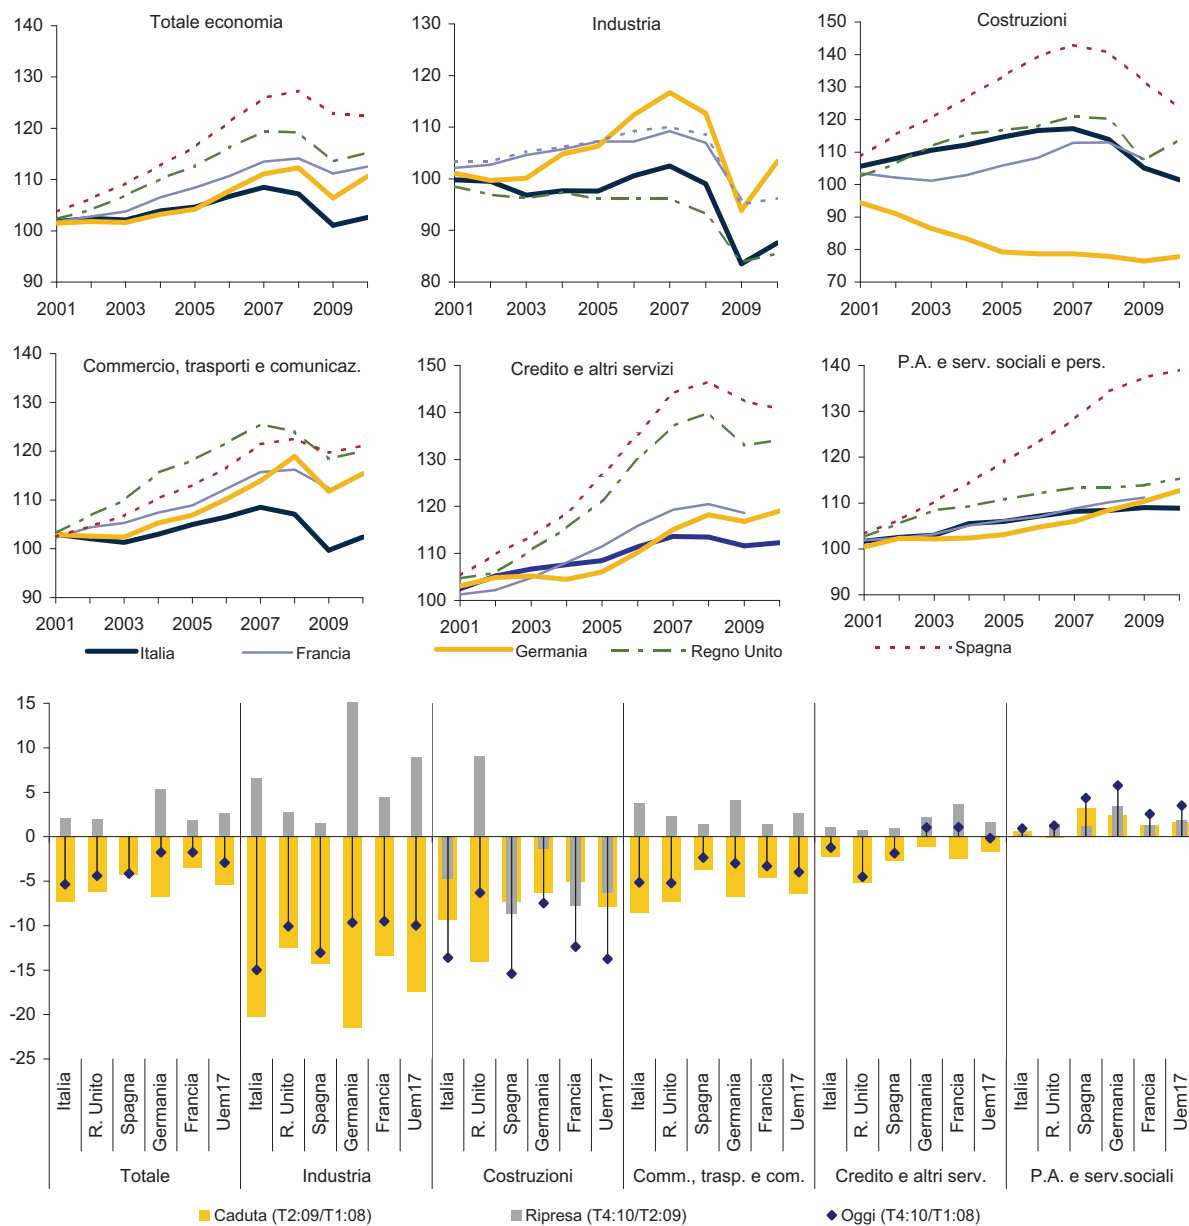 Totale economia
140
130
120
110
100
90
2001
2003
2005
2007
2009
Industria
130
120
110
100
90
80
2001
2003
2005
2007
2009
Costruzioni
150
140
130
120
110
100
90
80
70
2001
2003
2005
2007
2009
Commercio, trasporti e comunicaz.
140
130
120
110
100
90
2001
2003
2005
2007
2009
Credito e altri servizi
150
140
130
120
110
100
2001
2003
2005
2007
2009
P.A. e serv. sociali e pers.
140
130
120
110
100
90
2001
2003
2005
2007
2009
Italia
Francia
Germania
Regno Unito
Spagna
15
10
5
0
-5
-10
-15
-20
-25
Italia
R. Unito
Spagna
Germania
Francia
Uem17
Italia
R. Unito
Spagna
Germania
Francia
Uem17
Italia
R. Unito
Spagna
Germania
Francia
Uem17
Italia
R. Unito
Spagna
Germania
Francia
Uem17
Italia
R. Unito
Spagna
Germania
Francia
Uem17
Italia
R. Unito
Spagna
Germania
Francia
Uem17
Totale
Industria
Costruzioni
Comm., trasp. e com.
Credito e altri serv.
P.A. e serv.sociali
Caduta (T2:09/T1:08)
Ripresa (T4:10/T2:09)
Oggi (T4:10/T1:08)